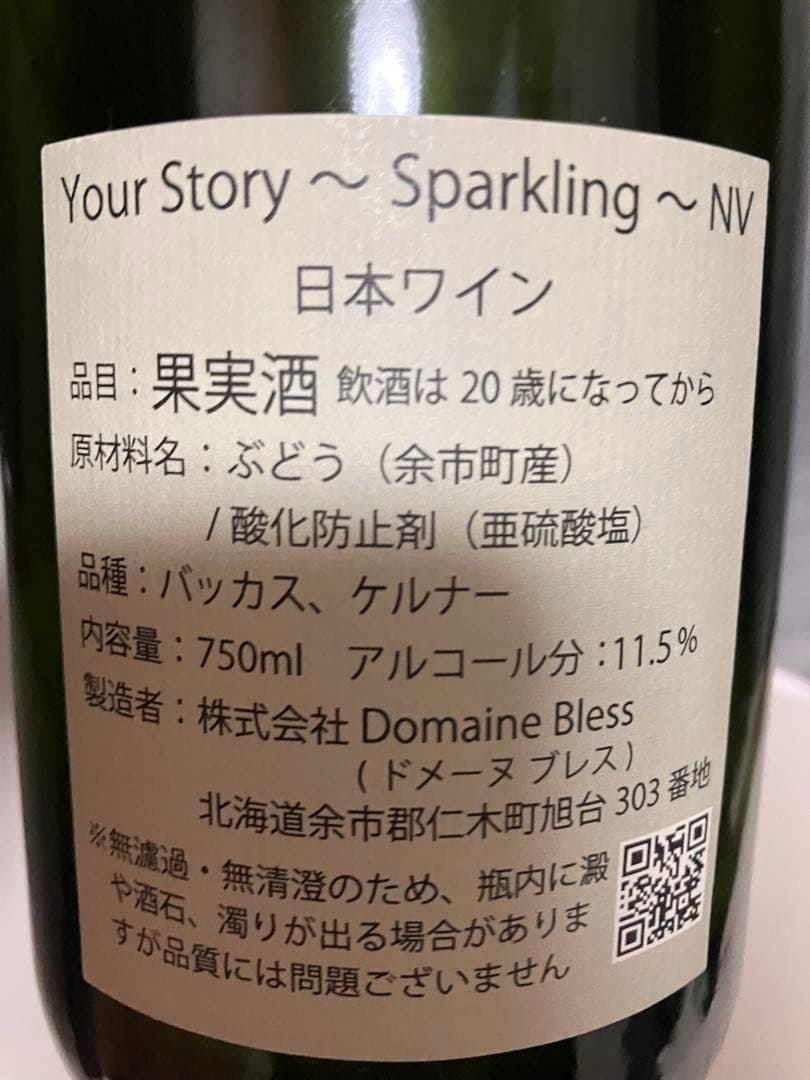 Your Story ～ Sparkling ～ NV
日本ワイン
品目：果実酒 飲酒は 20 歳になってから
原材料名：ぶどう（余市町産）
/ 酸化防止剤（亜硫酸塩）
品種：バッカス、ケルナー
内容量：750ml　アルコール分：11.5%
製造者：株式会社 Domaine Bless
(ドメーヌ ブレス)
北海道余市郡仁木町旭台 303 番地
※無濾過・無清澄のため、瓶内に澱
や酒石、濁りが出る場合がありま
すが品質には問題ございません